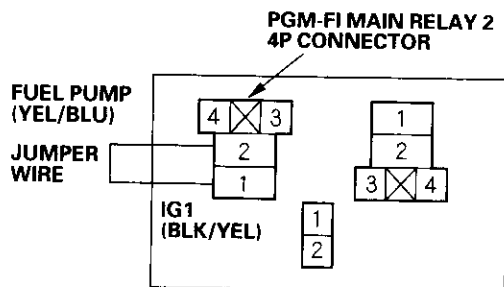 PGM-FI MAIN RELAY 2
4P CONNECTOR
FUEL PUMP
(YEL/BLU)
JUMPER
WIRE
4 3
2
1
IG1
(BLK/YEL)
1
2
1
2
3 4